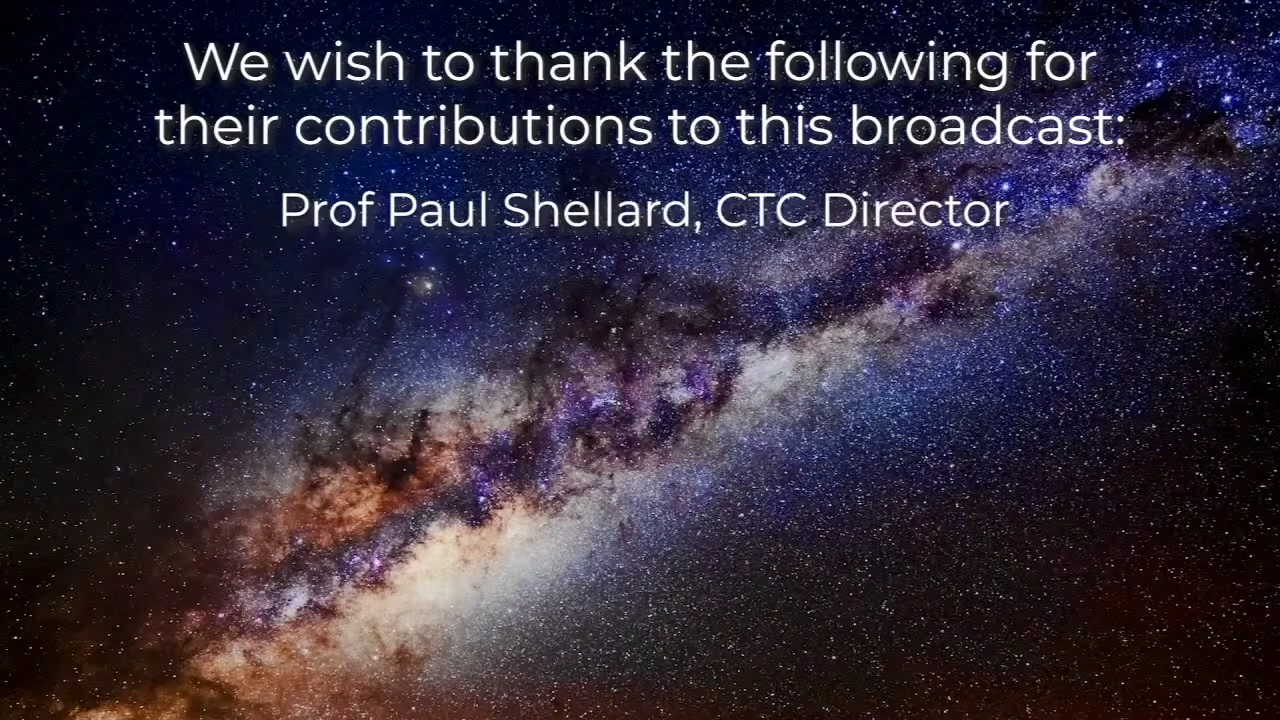 We wish to thank the following for
their contributions to this broadcast:
Prof Paul Shellard, CTC Director